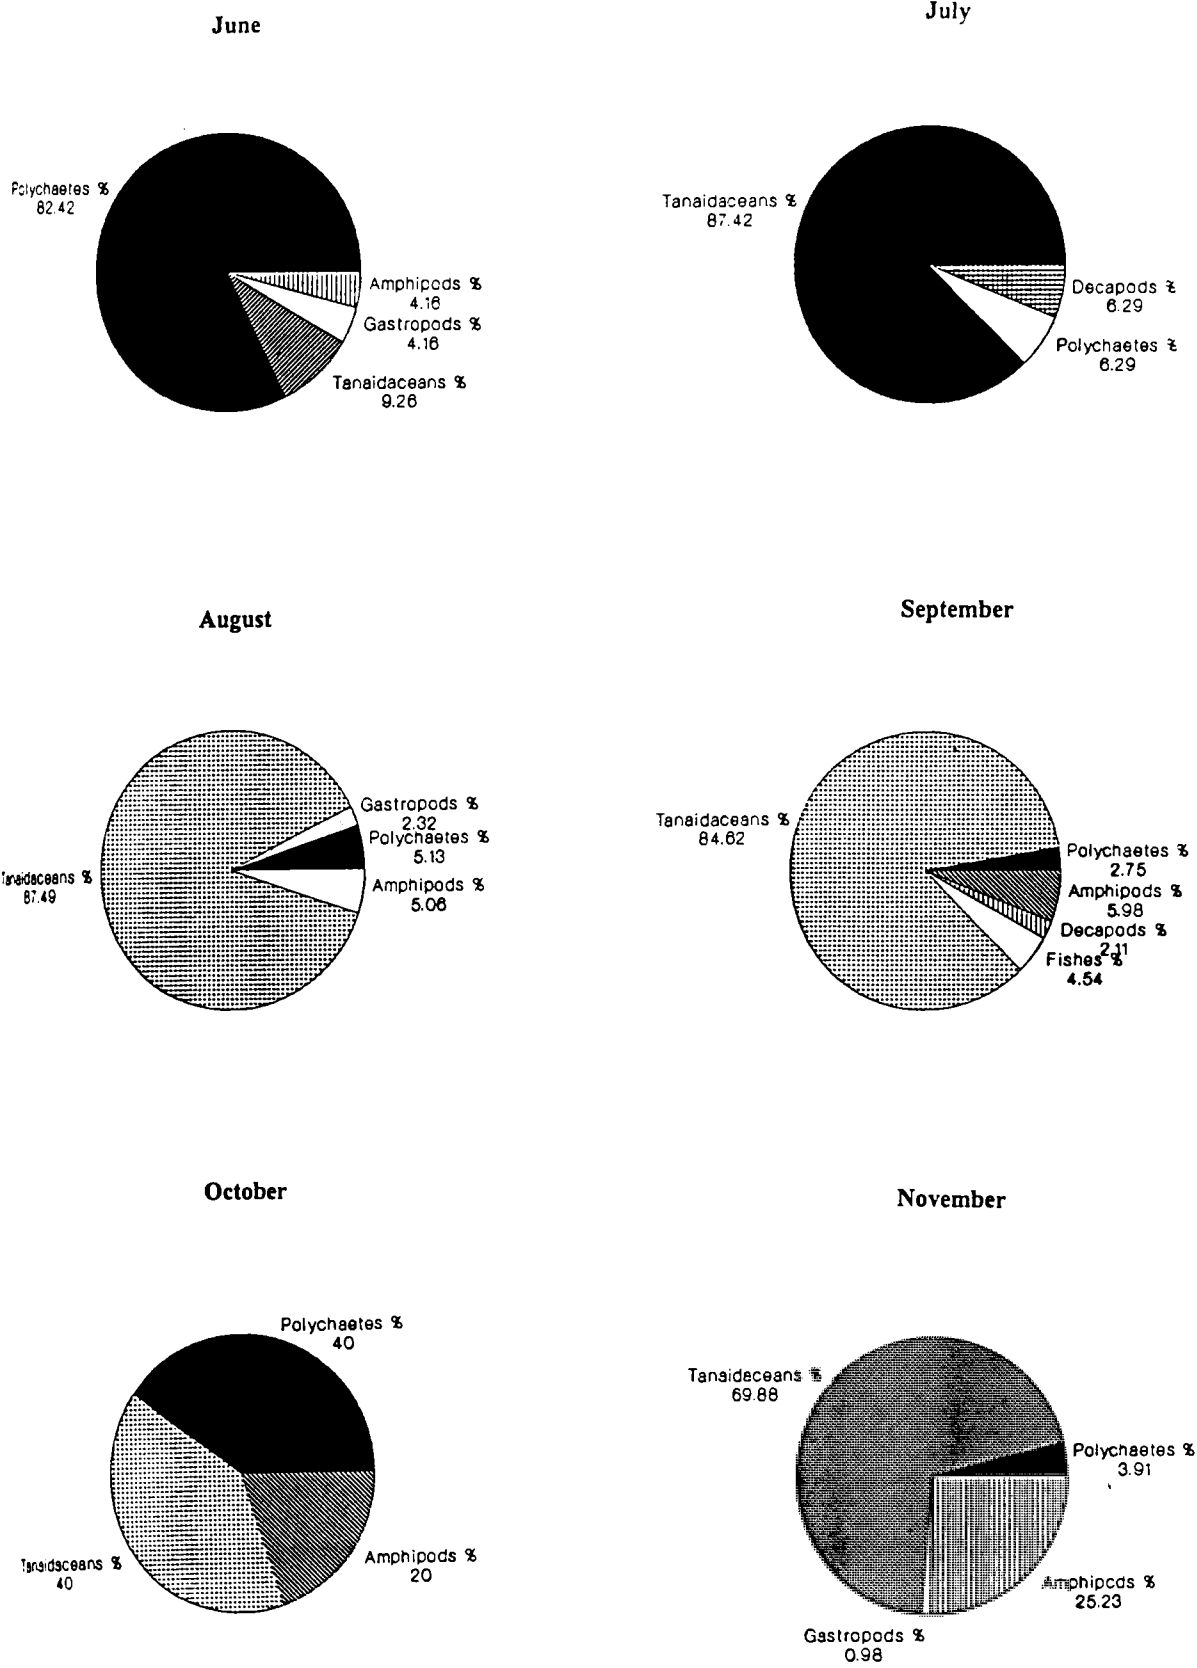 June
Polychaetes %
82.42
Amphipods %
4.16
Gastropods %
4.16
Tanaidaceans %
9.26
July
Tanaidaceans %
87.42
Decapods %
6.29
Polychaetes %
6.29
August
Gastropods %
2.32
Polychaetes %
5.13
Amphipods %
5.06
Tanaidaceans %
87.49
September
Tanaidaceans %
84.62
Polychaetes %
2.75
Amphipods %
5.98
Decapods %
2.11
Fishes %
4.54
October
Polychaetes %
40
Tanaidaceans %
40
Amphipods %
20
November
Tanaidaceans %
69.88
Polychaetes %
3.91
Amphipods %
25.23
Gastropods %
0.98